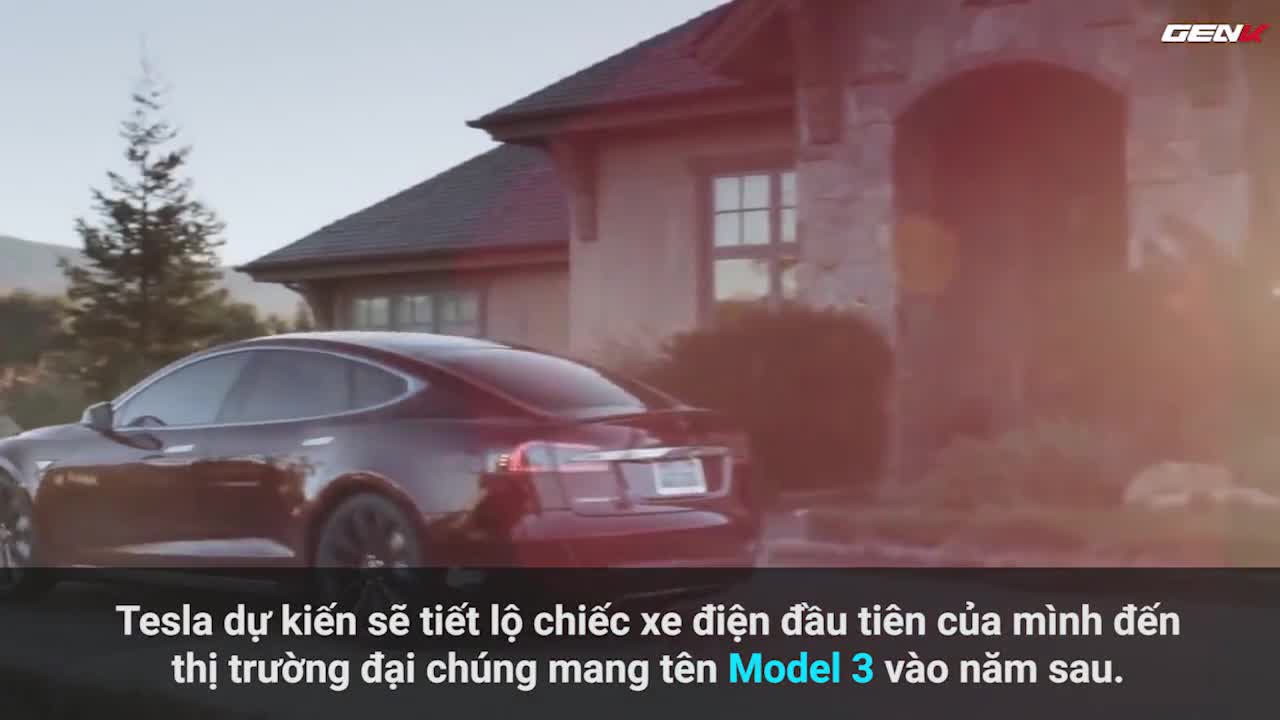 GENK
Tesla dự kiến sẽ tiết lộ chiếc xe điện đầu tiên của mình đến
thị trường đại chúng mang tên Model 3 vào năm sau.